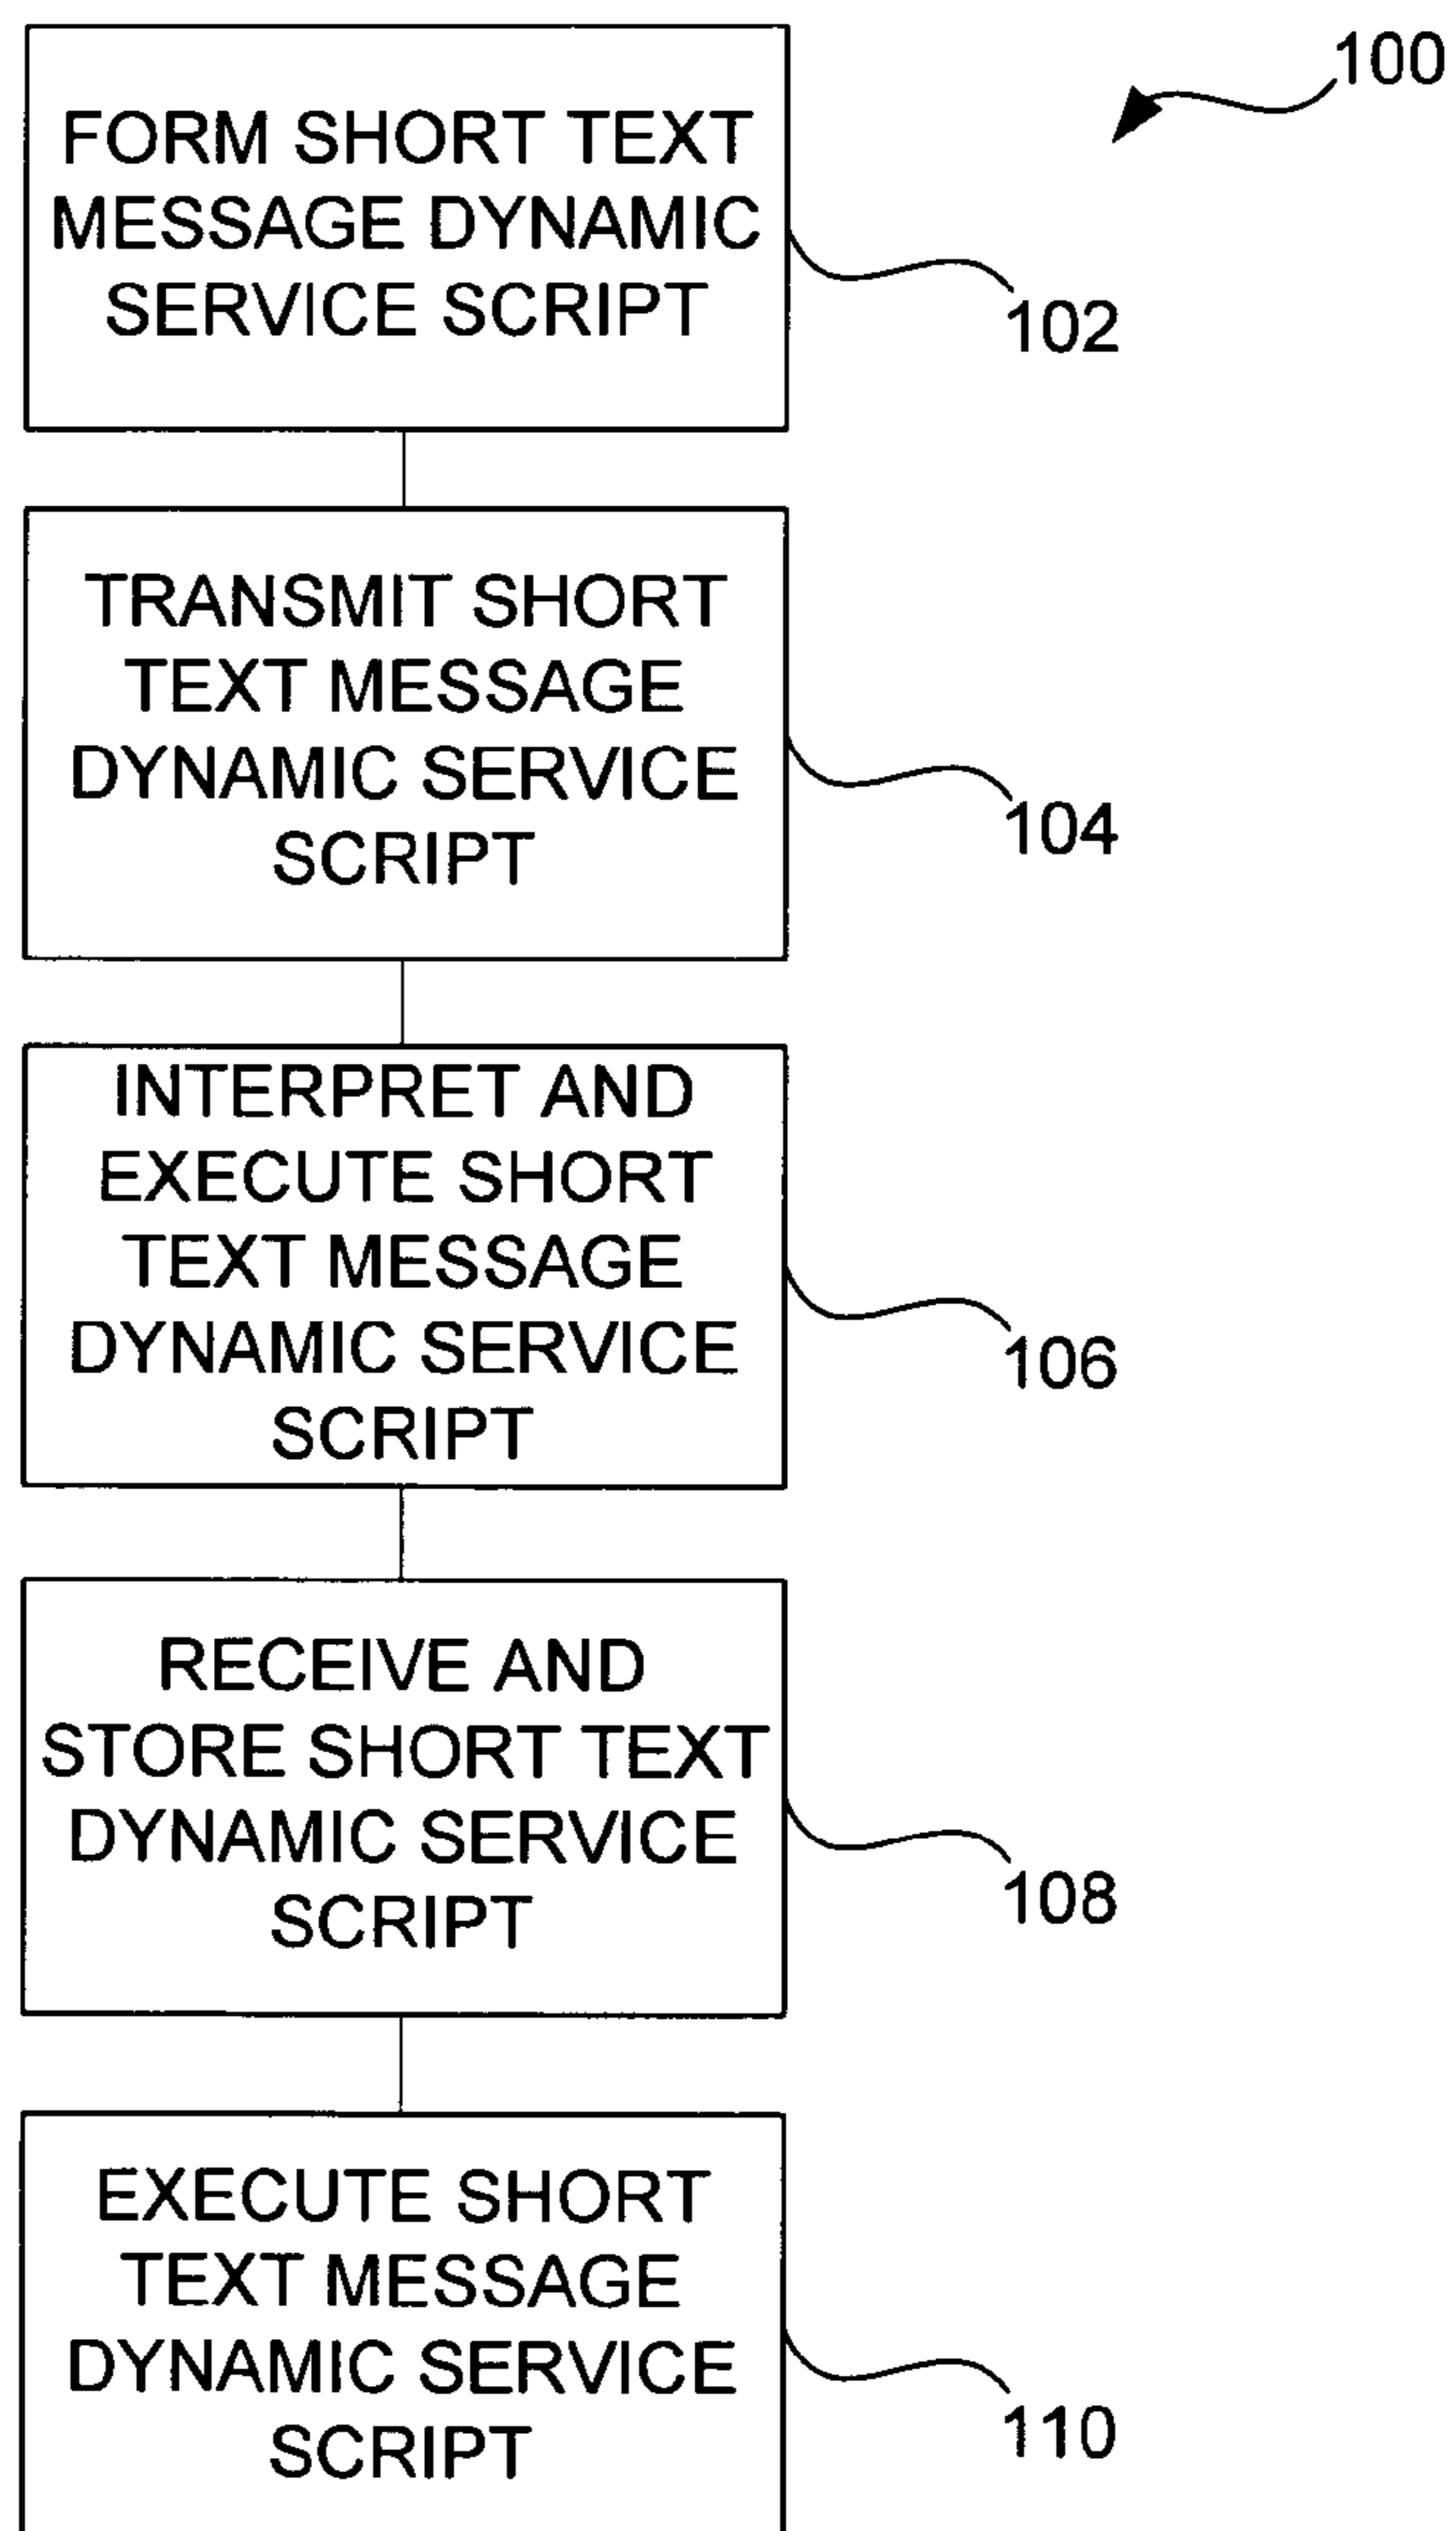 100
FORM SHORT TEXT
MESSAGE DYNAMIC
SERVICE SCRIPT
102
TRANSMIT SHORT
TEXT MESSAGE
DYNAMIC SERVICE
SCRIPT
104
INTERPRET AND
EXECUTE SHORT
TEXT MESSAGE
DYNAMIC SERVICE
SCRIPT
106
RECEIVE AND
STORE SHORT TEXT
DYNAMIC SERVICE
SCRIPT
108
EXECUTE SHORT
TEXT MESSAGE
DYNAMIC SERVICE
SCRIPT
110